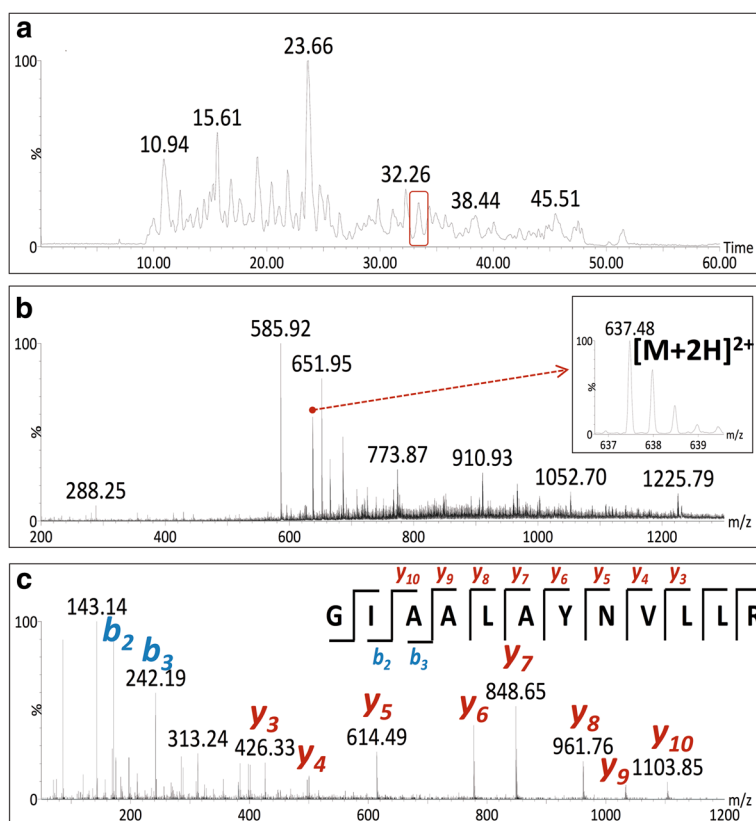 a
23.66
100
15.61
10.94
32.26
38.44
45.51
%
0
Time
10.00 20.00 30.00 40.00 50.00 60.00
b
585.92
100
651.95
637.48
100
[M+2H]2+
%
0
m/z
637 638 639
%
773.87
910.93
1052.70
1225.79
288.25
0
m/z
200 400 600 800 1000 1200
c
y10 y9 y8 y7 y6 y5 y4 y3
G I A A L A Y N V L L R
b2 b3
143.14
100
b2
b3
242.19
y7
848.65
%
313.24
y3
426.33
y4
y5
614.49
y6
y8
961.76
y9
y10
1103.85
0
m/z
200 400 600 800 1000 1200